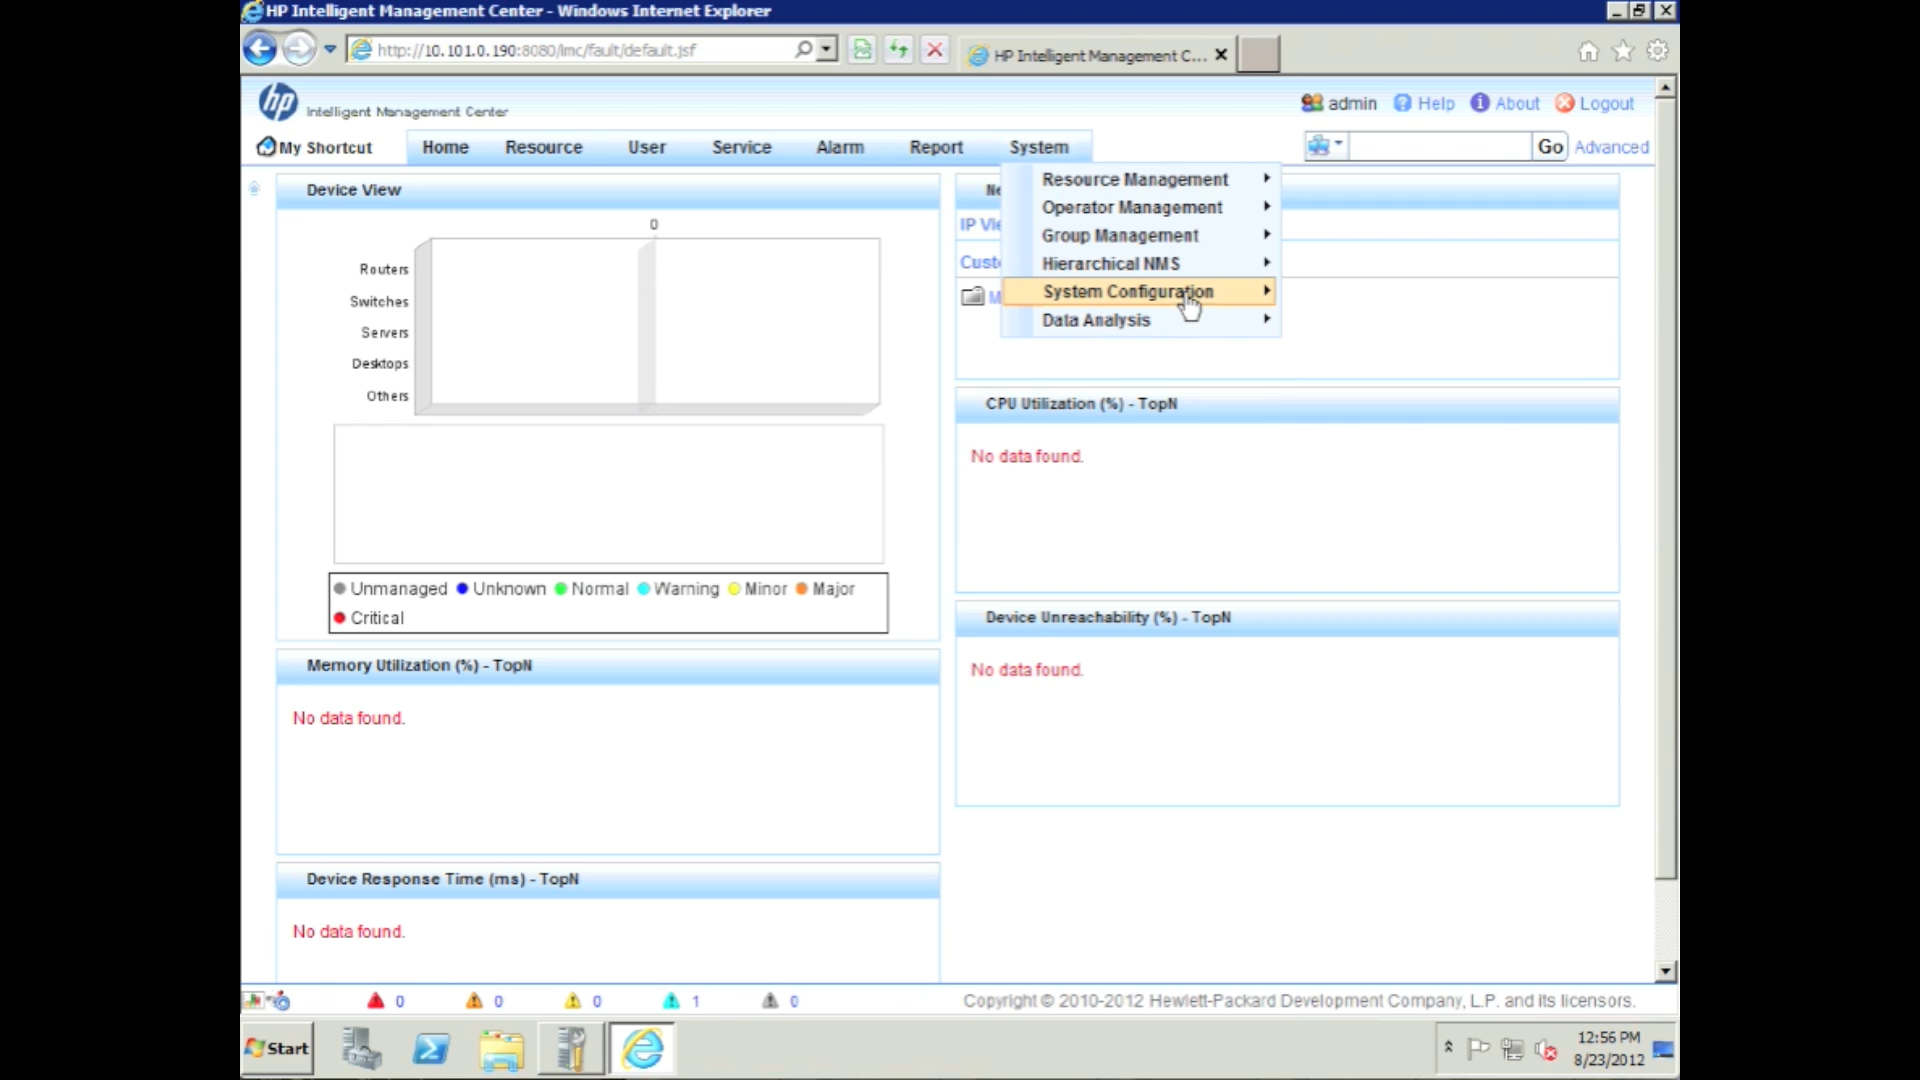 HP Intelligent Management Center - Windows Internet Explorer
http://10.101.0.190:8080/imc/fault/default.jsf
HP Intelligent Management C...
hp
Intelligent Management Center
admin Help About Logout
My Shortcut Home Resource User Service Alarm Report System
Go Advanced
Device View
Ne
Resource Management
Operator Management
Group Management
Hierarchical NMS
System Configuration
Data Analysis
IP Vie
Custo
M
0
Routers
Switches
Servers
Desktops
Others
Unmanaged Unknown Normal Warning Minor Major
Critical
CPU Utilization (%) - TopN
No data found.
Device Unreachability (%) - TopN
No data found.
Memory Utilization (%) - TopN
No data found.
Device Response Time (ms) - TopN
No data found.
0 0 0 1 0
Copyright © 2010-2012 Hewlett-Packard Development Company, L.P. and its licensors.
Start
12:56 PM
8/23/2012